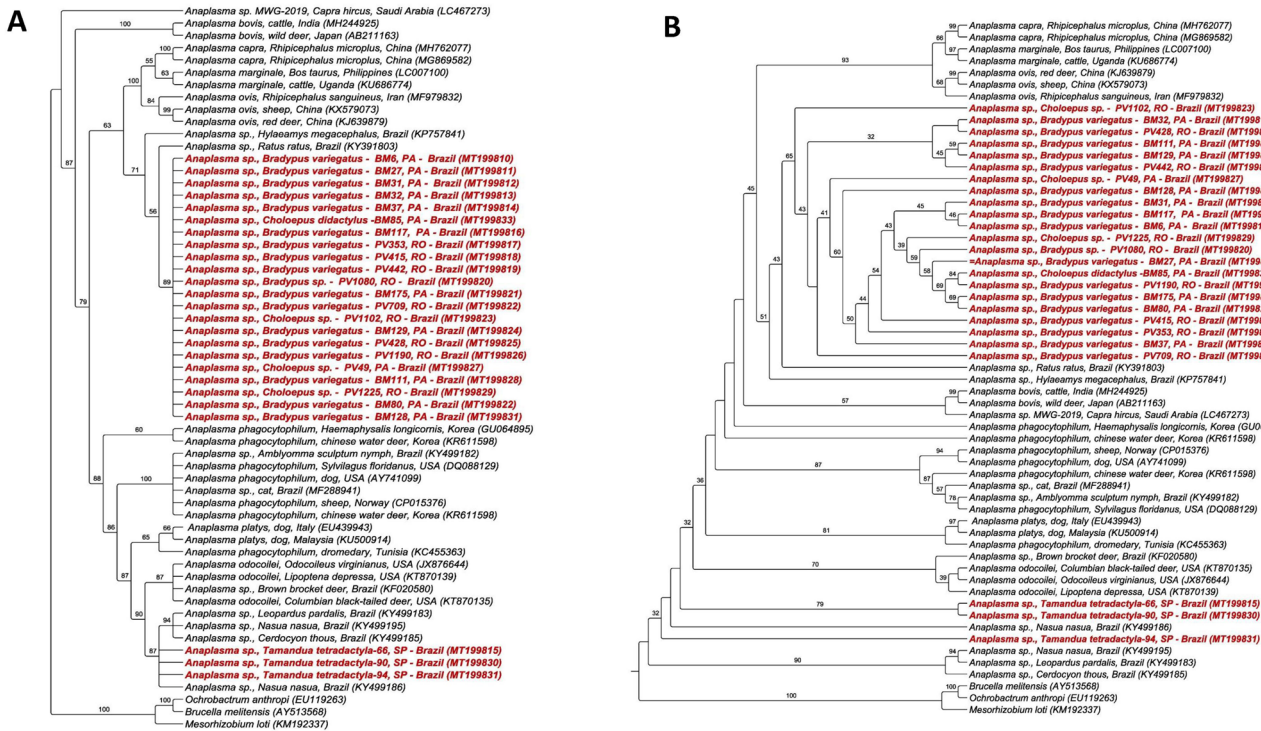 A
Anaplasma sp. MWG-2019, Capra hircus, Saudi Arabia (LC467273)
Anaplasma bovis, cattle, India (MH244925)
Anaplasma bovis, wild deer, Japan (AB211163)
Anaplasma capra, Rhipicephalus microplus, China (MH762077)
Anaplasma capra, Rhipicephalus microplus, China (MG869582)
Anaplasma marginale, Bos taurus, Philippines (LC007100)
Anaplasma marginale, cattle, Uganda (KU686774)
Anaplasma ovis, Rhipicephalus sanguineus, Iran (MF979832)
Anaplasma ovis, sheep, China (KX579073)
Anaplasma ovis, red deer, China (KJ639879)
Anaplasma sp., Hylaeamys megacephalus, Brazil (KP757841)
Anaplasma sp., Ratus ratus, Brazil (KY391803)
Anaplasma sp., Bradypus variegatus - BM6, PA - Brazil (MT199810)
Anaplasma sp., Bradypus variegatus - BM27, PA - Brazil (MT199811)
Anaplasma sp., Bradypus variegatus - BM31, PA - Brazil (MT199812)
Anaplasma sp., Bradypus variegatus - BM32, PA - Brazil (MT199813)
Anaplasma sp., Bradypus variegatus - BM37, PA - Brazil (MT199814)
Anaplasma sp., Choloepus didactylus -BM85, PA - Brazil (MT199833)
Anaplasma sp., Bradypus variegatus - BM117, PA - Brazil (MT199816)
Anaplasma sp., Bradypus variegatus - PV353, RO - Brazil (MT199817)
Anaplasma sp., Bradypus variegatus - PV415, RO - Brazil (MT199818)
Anaplasma sp., Bradypus variegatus - PV442, RO - Brazil (MT199819)
Anaplasma sp., Bradypus sp. - PV1080, RO - Brazil (MT199820)
Anaplasma sp., Bradypus variegatus - BM175, PA - Brazil (MT199821)
Anaplasma sp., Bradypus variegatus - PV709, RO - Brazil (MT199822)
Anaplasma sp., Choloepus sp. - PV1102, RO - Brazil (MT199823)
Anaplasma sp., Bradypus variegatus - BM129, PA - Brazil (MT199824)
Anaplasma sp., Bradypus variegatus - PV428, RO - Brazil (MT199825)
Anaplasma sp., Bradypus variegatus - PV1190, RO - Brazil (MT199826)
Anaplasma sp., Choloepus sp. - PV49, PA - Brazil (MT199827)
Anaplasma sp., Bradypus variegatus - BM111, PA - Brazil (MT199828)
Anaplasma sp., Choloepus sp. - PV1225, RO - Brazil (MT199829)
Anaplasma sp., Bradypus variegatus - BM80, PA - Brazil (MT199822)
Anaplasma sp., Bradypus variegatus - BM128, PA - Brazil (MT199831)
Anaplasma phagocytophilum, Haemaphysalis longicornis, Korea (GU064895)
Anaplasma phagocytophilum, chinese water deer, Korea (KR611598)
Anaplasma sp., Amblyomma sculptum nymph, Brazil (KY499182)
Anaplasma phagocytophilum, Sylvilagus floridanus, USA (DQ088129)
Anaplasma phagocytophilum, dog, USA (AY741099)
Anaplasma sp., cat, Brazil (MF288941)
Anaplasma phagocytophilum, sheep, Norway (CP015376)
Anaplasma phagocytophilum, chinese water deer, Korea (KR611598)
Anaplasma platys, dog, Italy (EU439943)
Anaplasma platys, dog, Malaysia (KU500914)
Anaplasma phagocytophilum, dromedary, Tunisia (KC455363)
Anaplasma odocoilei, Odocoileus virginianus, USA (JX876644)
Anaplasma odocoilei, Lipoptena depressa, USA (KT870139)
Anaplasma sp., Brown brocket deer, Brazil (KF020580)
Anaplasma odocoilei, Columbian black-tailed deer, USA (KT870135)
Anaplasma sp., Leopardus pardalis, Brazil (KY499183)
Anaplasma sp., Nasua nasua, Brazil (KY499195)
Anaplasma sp., Cerdocyon thous, Brazil (KY499185)
Anaplasma sp., Tamandua tetradactyla-66, SP - Brazil (MT199815)
Anaplasma sp., Tamandua tetradactyla-90, SP - Brazil (MT199830)
Anaplasma sp., Tamandua tetradactyla-94, SP - Brazil (MT199831)
Anaplasma sp., Nasua nasua, Brazil (KY499186)
Ochrobactrum anthropi (EU119263)
Brucella melitensis (AY513568)
Mesorhizobium loti (KM192337)
100
100
55
63
100
84
99
63
87
71
56
89
79
60
88
100
86
66
65
87
87
90
94
87
100
100
B
Anaplasma capra, Rhipicephalus microplus, China (MH762077)
Anaplasma capra, Rhipicephalus microplus, China (MG869582)
Anaplasma marginale, Bos taurus, Philippines (LC007100)
Anaplasma marginale, cattle, Uganda (KU686774)
Anaplasma ovis, red deer, China (KJ639879)
Anaplasma ovis, sheep, China (KX579073)
Anaplasma ovis, Rhipicephalus sanguineus, Iran (MF979832)
Anaplasma sp., Choloepus sp. - PV1102, RO - Brazil (MT199823)
Anaplasma sp., Bradypus variegatus - BM32, PA - Brazil (MT19981
Anaplasma sp., Bradypus variegatus - PV428, RO - Brazil (MT1998
Anaplasma sp., Bradypus variegatus - BM111, PA - Brazil (MT1998
Anaplasma sp., Bradypus variegatus - BM129, PA - Brazil (MT1998
Anaplasma sp., Bradypus variegatus - PV442, RO - Brazil (MT1998
Anaplasma sp., Choloepus sp. - PV49, PA - Brazil (MT199827)
Anaplasma sp., Bradypus variegatus - BM128, PA - Brazil (MT1998
Anaplasma sp., Bradypus variegatus - BM31, PA - Brazil (MT1998
Anaplasma sp., Bradypus variegatus - BM117, PA - Brazil (MT1998
Anaplasma sp., Bradypus variegatus - BM6, PA - Brazil (MT19981
Anaplasma sp., Choloepus sp. - PV1225, RO - Brazil (MT199829)
Anaplasma sp., Bradypus sp. - PV1080, RO - Brazil (MT199820)
=Anaplasma sp., Bradypus variegatus - BM27, PA - Brazil (MT1998
Anaplasma sp., Choloepus didactylus -BM85, PA - Brazil (MT1998
Anaplasma sp., Bradypus variegatus - PV1190, RO - Brazil (MT199
Anaplasma sp., Bradypus variegatus - BM175, PA - Brazil (MT1998
Anaplasma sp., Bradypus variegatus - BM80, PA - Brazil (MT1998
Anaplasma sp., Bradypus variegatus - PV415, RO - Brazil (MT1998
Anaplasma sp., Bradypus variegatus - PV353, RO - Brazil (MT1998
Anaplasma sp., Bradypus variegatus - BM37, PA - Brazil (MT1998
Anaplasma sp., Bradypus variegatus - PV709, RO - Brazil (MT1998
Anaplasma sp., Ratus ratus, Brazil (KY391803)
Anaplasma sp., Hylaeamys megacephalus, Brazil (KP757841)
Anaplasma bovis, cattle, India (MH244925)
Anaplasma bovis, wild deer, Japan (AB211163)
Anaplasma sp. MWG-2019, Capra hircus, Saudi Arabia (LC467273)
Anaplasma phagocytophilum, Haemaphysalis longicornis, Korea (GU0
Anaplasma phagocytophilum, chinese water deer, Korea (KR611598)
Anaplasma phagocytophilum, sheep, Norway (CP015376)
Anaplasma phagocytophilum, dog, USA (AY741099)
Anaplasma phagocytophilum, chinese water deer, Korea (KR611598)
Anaplasma sp., cat, Brazil (MF288941)
Anaplasma sp., Amblyomma sculptum nymph, Brazil (KY499182)
Anaplasma phagocytophilum, Sylvilagus floridanus, USA (DQ088129)
Anaplasma platys, dog, Italy (EU439943)
Anaplasma platys, dog, Malaysia (KU500914)
Anaplasma phagocytophilum, dromedary, Tunisia (KC455363)
Anaplasma sp., Brown brocket deer, Brazil (KF020580)
Anaplasma odocoilei, Columbian black-tailed deer, USA (KT870135)
Anaplasma odocoilei, Odocoileus virginianus, USA (JX876644)
Anaplasma odocoilei, Lipoptena depressa, USA (KT870139)
Anaplasma sp., Tamandua tetradactyla-66, SP - Brazil (MT199815)
Anaplasma sp., Tamandua tetradactyla-90, SP - Brazil (MT199830)
Anaplasma sp., Nasua nasua, Brazil (KY499186)
Anaplasma sp., Tamandua tetradactyla-94, SP - Brazil (MT199831)
Anaplasma sp., Nasua nasua, Brazil (KY499195)
Anaplasma sp., Leopardus pardalis, Brazil (KY499183)
Anaplasma sp., Cerdocyon thous, Brazil (KY499185)
Brucella melitensis (AY513568)
Ochrobactrum anthropi (EU119263)
Mesorhizobium loti (KM192337)
99
66
97
93
99
68
32
59
45
65
45
43
41
45
46
43
39
59
60
43
58
84
54
69
69
44
50
51
57
94
87
87
57
78
36
97
81
32
70
39
79
32
94
90
100
100